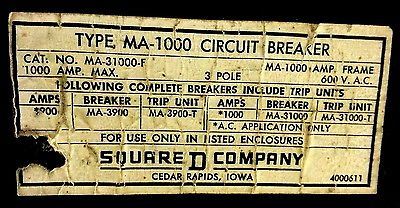 TYPE MA-1000 CIRCUIT BREAKER
CAT. NO. MA-31000-F MA-1000 AMP. FRAME
1000 AMP. MAX. 3 POLE 600 V. A.C.
FOLLOWING COMPLETE BREAKERS INCLUDE TRIP UNITS
AMPS BREAKER TRIP UNIT AMPS BREAKER TRIP UNIT
*900 MA-3900 MA-3900-T *1000 MA-31000 MA-31000-T
*A.C. APPLICATION ONLY
FOR USE ONLY IN LISTED ENCLOSURES
SQUARE D COMPANY
CEDAR RAPIDS, IOWA 4000611